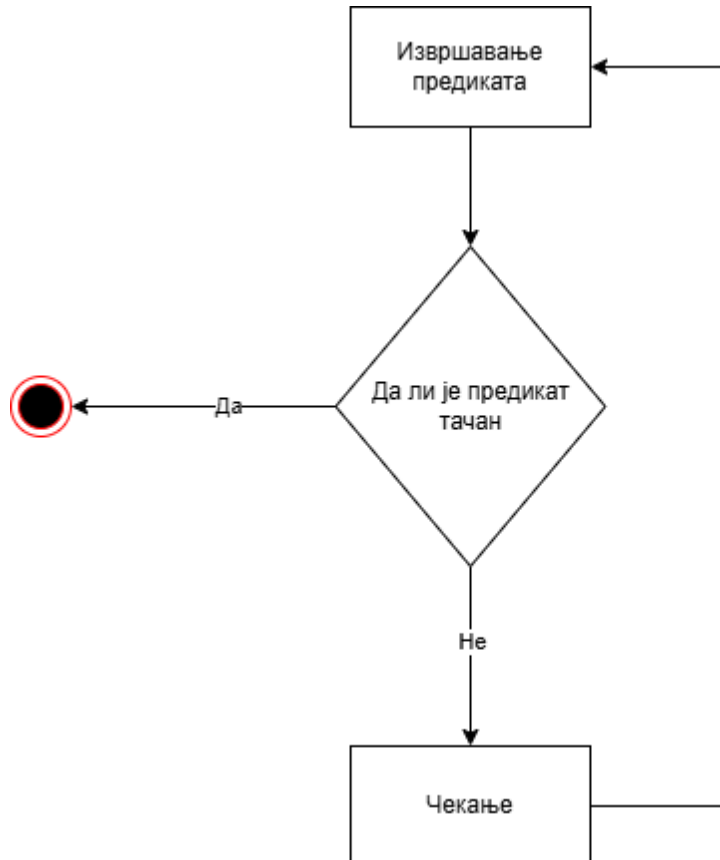 Извршавање
предиката
Да ли је предикат
тачан
Да
Не
Чекање